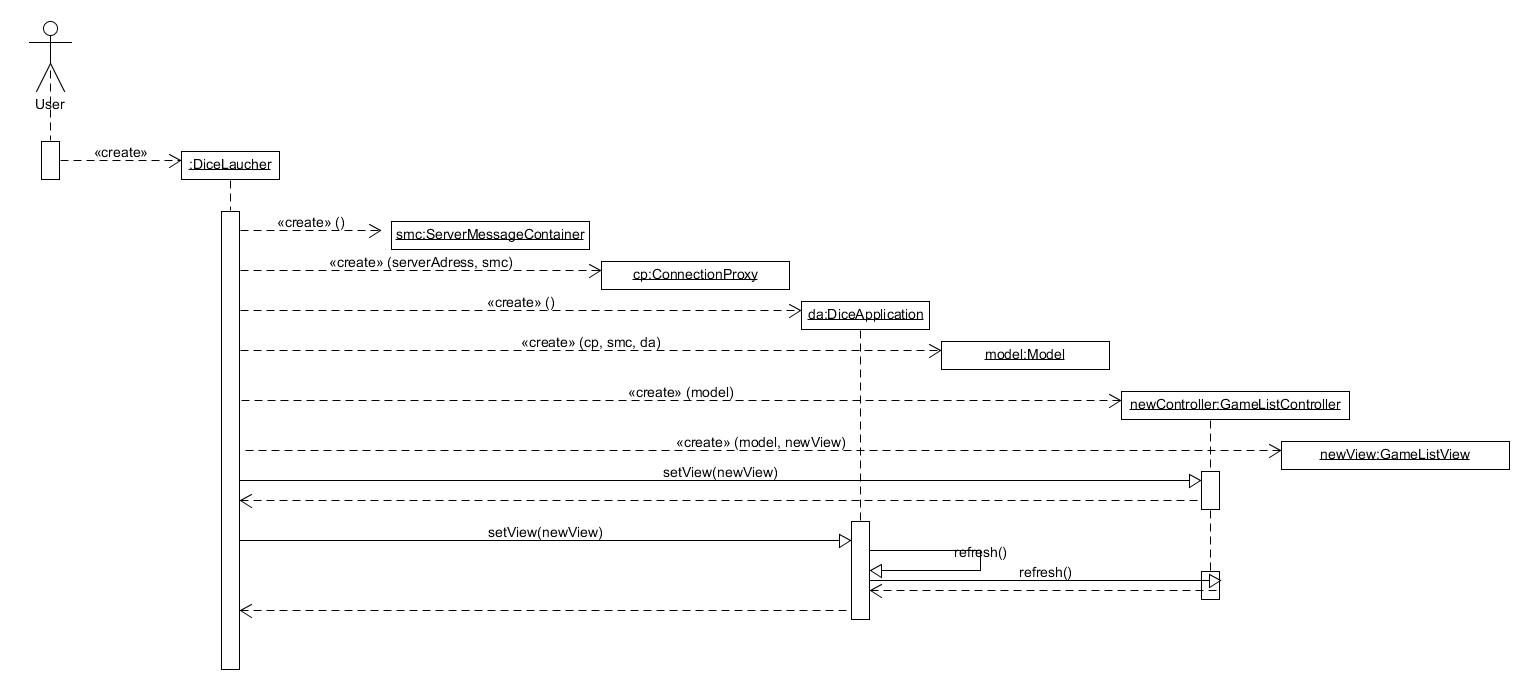 User
«create»
:DiceLaucher
«create» ()
smc:ServerMessageContainer
«create» (serverAdress, smc)
cp:ConnectionProxy
«create» ()
da:DiceApplication
«create» (cp, smc, da)
model:Model
«create» (model)
newController:GameListController
«create» (model, newView)
newView:GameListView
setView(newView)
setView(newView)
refresh()
refresh()